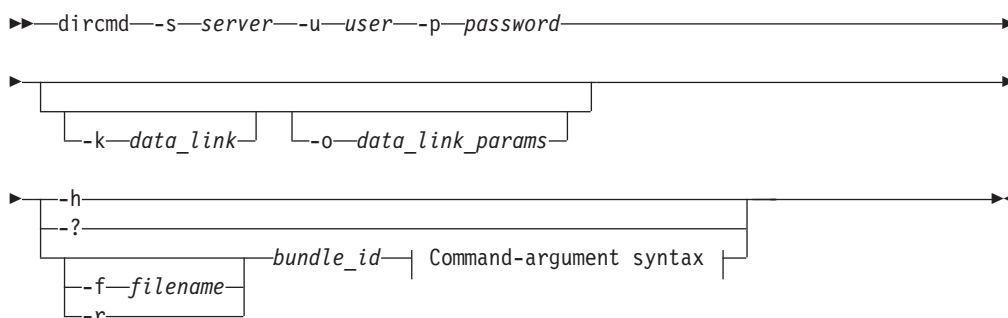 dircmd -s server -u user -p password
-k data_link -o data_link_params
-h
-?
bundle_id Command-argument syntax
-f filename
-r